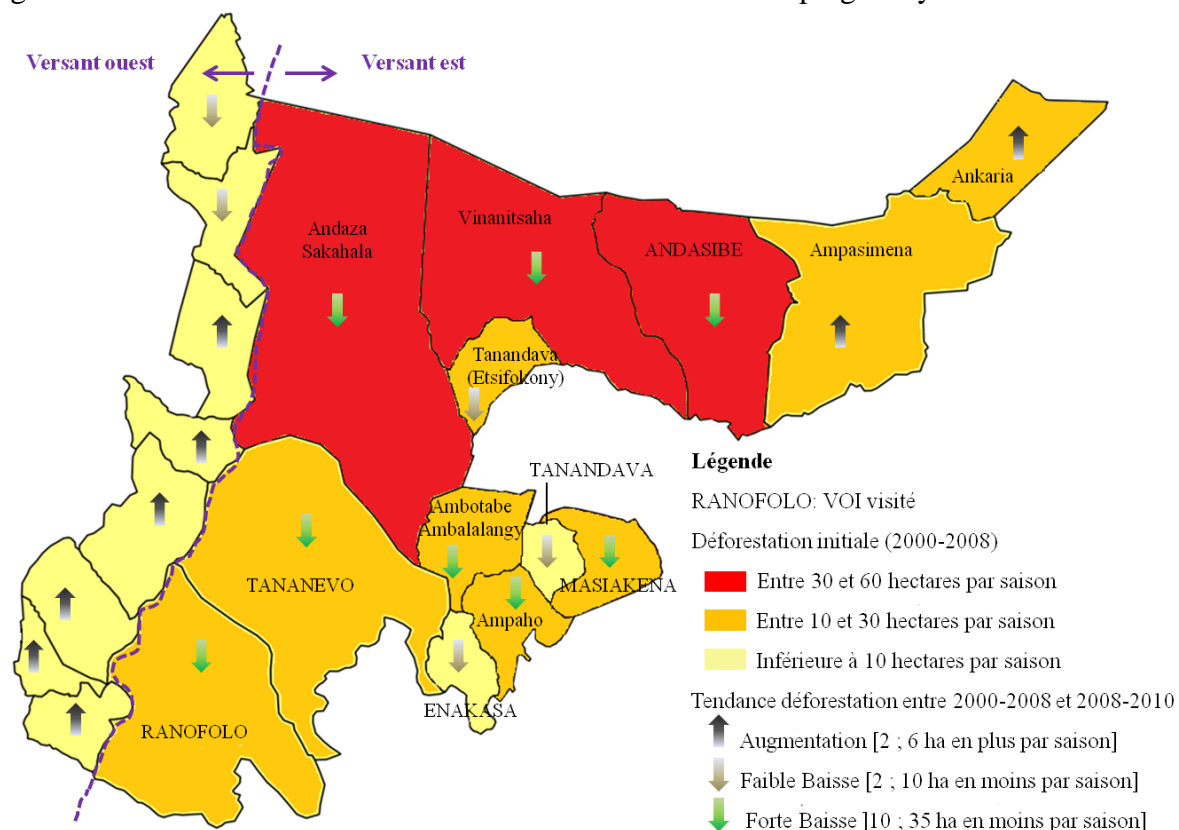 Versant ouest
Versant est
Ankaria
Andaza
Sakahala
Vinanitsaha
ANDASIBE
Ampasimena
Tanandava
(Etsifokony)
TANANDAVA
Ambotabe
Ambalalangy
TANANEVO
MASIAKENA
Ampaho
ENAKASA
RANOFOLO
Légende
RANOFOLO: VOI visité
Déforestation initiale (2000-2008)
Entre 30 et 60 hectares par saison
Entre 10 et 30 hectares par saison
Inférieure à 10 hectares par saison
Tendance déforestation entre 2000-2008 et 2008-2010
Augmentation [2 ; 6 ha en plus par saison]
Faible Baisse [2 ; 10 ha en moins par saison]
Forte Baisse ]10 ; 35 ha en moins par saison]